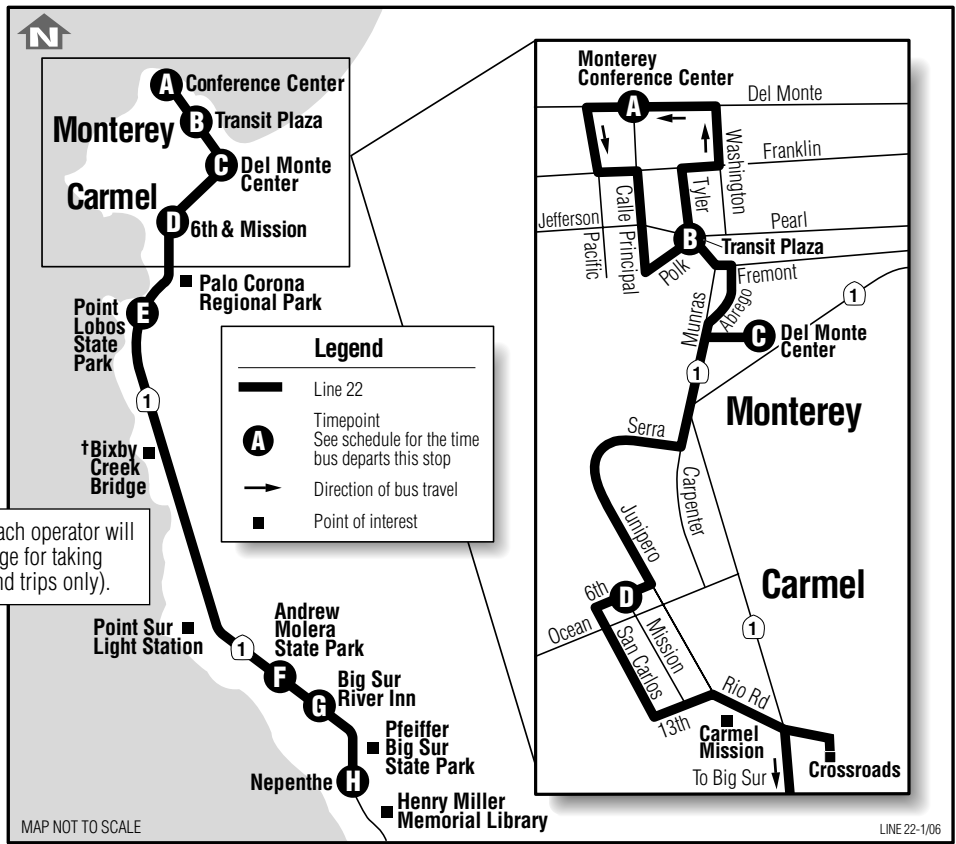 N
A Conference Center
B Transit Plaza
Monterey
C Del Monte
Center
Carmel
D 6th & Mission
Palo Corona
Regional Park
E
Point
Lobos
State
Park
1
†Bixby
Creek
Bridge
ach operator will
ge for taking
nd trips only).
Point Sur
Light Station
1
Andrew
Molera
State Park
F
Big Sur
River Inn
G
Pfeiffer
Big Sur
State Park
Nepenthe H
Henry Miller
Memorial Library
MAP NOT TO SCALE
Legend
Line 22
A
Timepoint
See schedule for the time
bus departs this stop
Direction of bus travel
Point of interest
Monterey
Conference Center
A
Del Monte
Washington
Franklin
Tyler
Calle Principal
Pacific
Jefferson
Pearl
B
Transit Plaza
Polk
Fremont
Abrego
Munras
1
C Del Monte
Center
1
Monterey
Serra
Carpenter
Junipero
Carmel
6th
D
Ocean
Mission
San Carlos
1
Rio Rd
13th
Carmel
Mission
Crossroads
To Big Sur
LINE 22-1/06